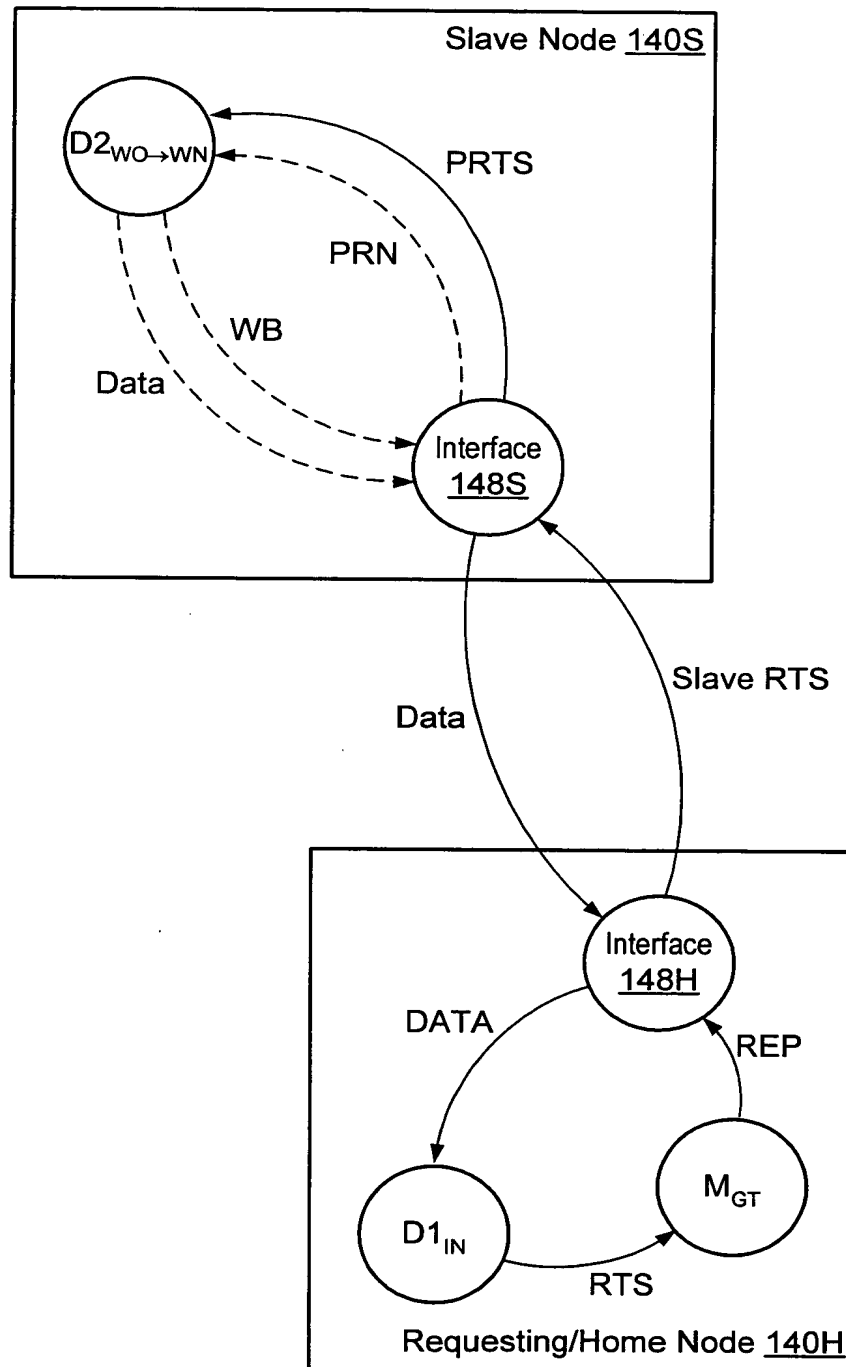 Slave Node 140S
D2WO→WN
PRTS
PRN
WB
Data
Interface
148S
Slave RTS
Data
Interface
148H
DATA
REP
MGT
D1IN
RTS
Requesting/Home Node 140H